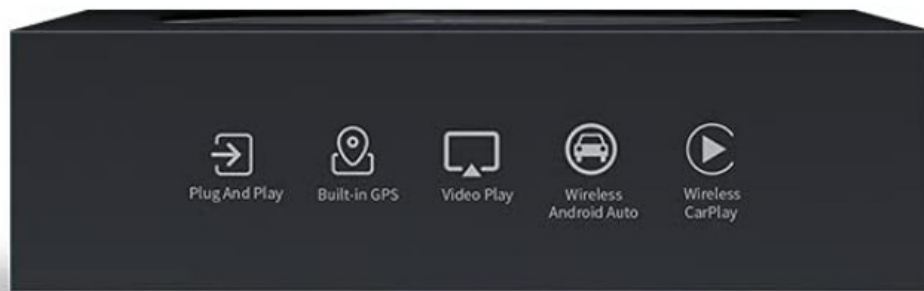 Plug And Play
Built-in GPS
Video Play
Wireless
Android Auto
Wireless
CarPlay